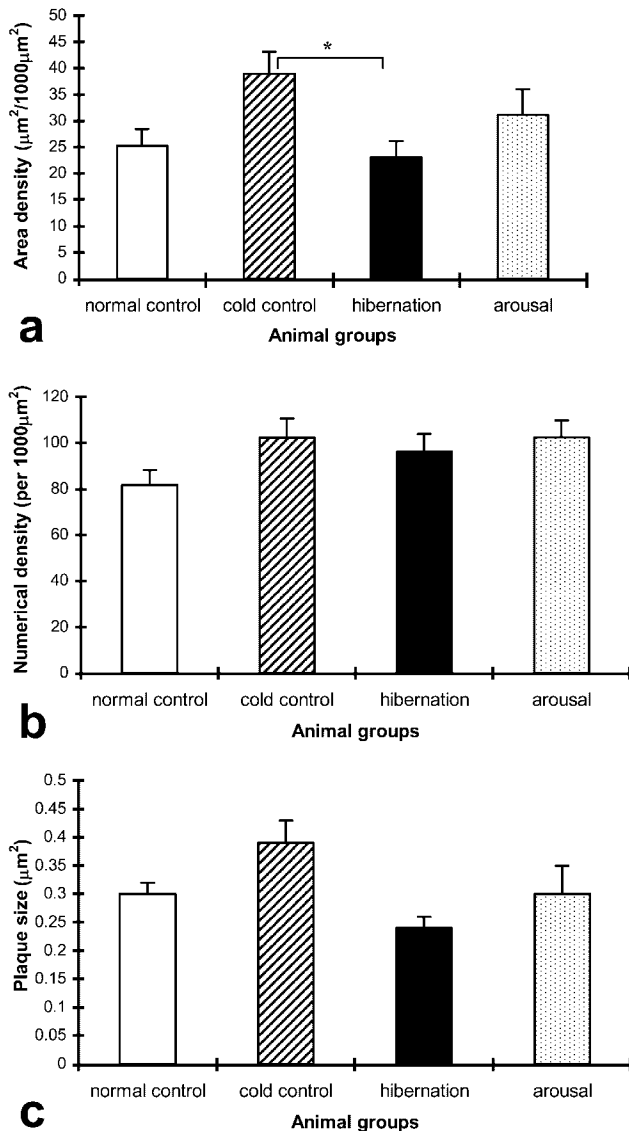 Area density (μm²/1000μm²)
50
45
40
35
30
25
20
15
10
5
0
*
normal control cold control hibernation arousal
Animal groups
a
Numerical density (per 1000μm²)
120
100
80
60
40
20
0
normal control cold control hibernation arousal
Animal groups
b
Plaque size (μm²)
0.5
0.45
0.4
0.35
0.3
0.25
0.2
0.15
0.1
0.05
0
normal control cold control hibernation arousal
Animal groups
c